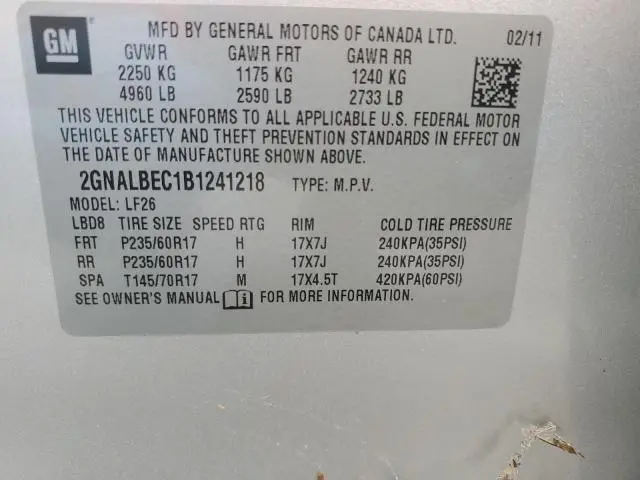 GM
MFD BY GENERAL MOTORS OF CANADA LTD. 02/11
GVWR GAWR FRT GAWR RR
2250 KG 1175 KG 1240 KG
4960 LB 2590 LB 2733 LB
THIS VEHICLE CONFORMS TO ALL APPLICABLE U.S. FEDERAL MOTOR
VEHICLE SAFETY AND THEFT PREVENTION STANDARDS IN EFFECT ON
THE DATE OF MANUFACTURE SHOWN ABOVE.
2GNALBEC1B1241218 TYPE: M.P.V.
MODEL: LF26
LBD8 TIRE SIZE SPEED RTG RIM COLD TIRE PRESSURE
FRT P235/60R17 H 17X7J 240KPA(35PSI)
RR P235/60R17 H 17X7J 240KPA(35PSI)
SPA T145/70R17 M 17X4.5T 420KPA(60PSI)
SEE OWNER'S MANUAL FOR MORE INFORMATION.